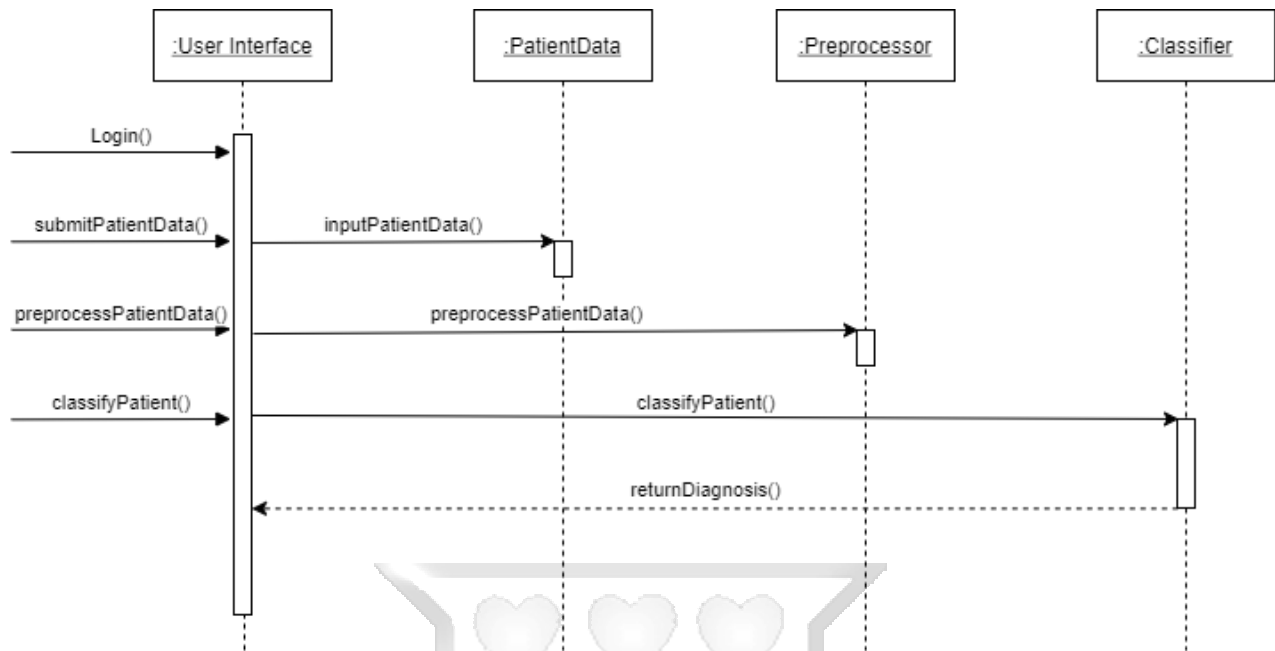 :User Interface
:PatientData
:Preprocessor
:Classifier
Login()
submitPatientData()
inputPatientData()
preprocessPatientData()
preprocessPatientData()
classifyPatient()
classifyPatient()
returnDiagnosis()